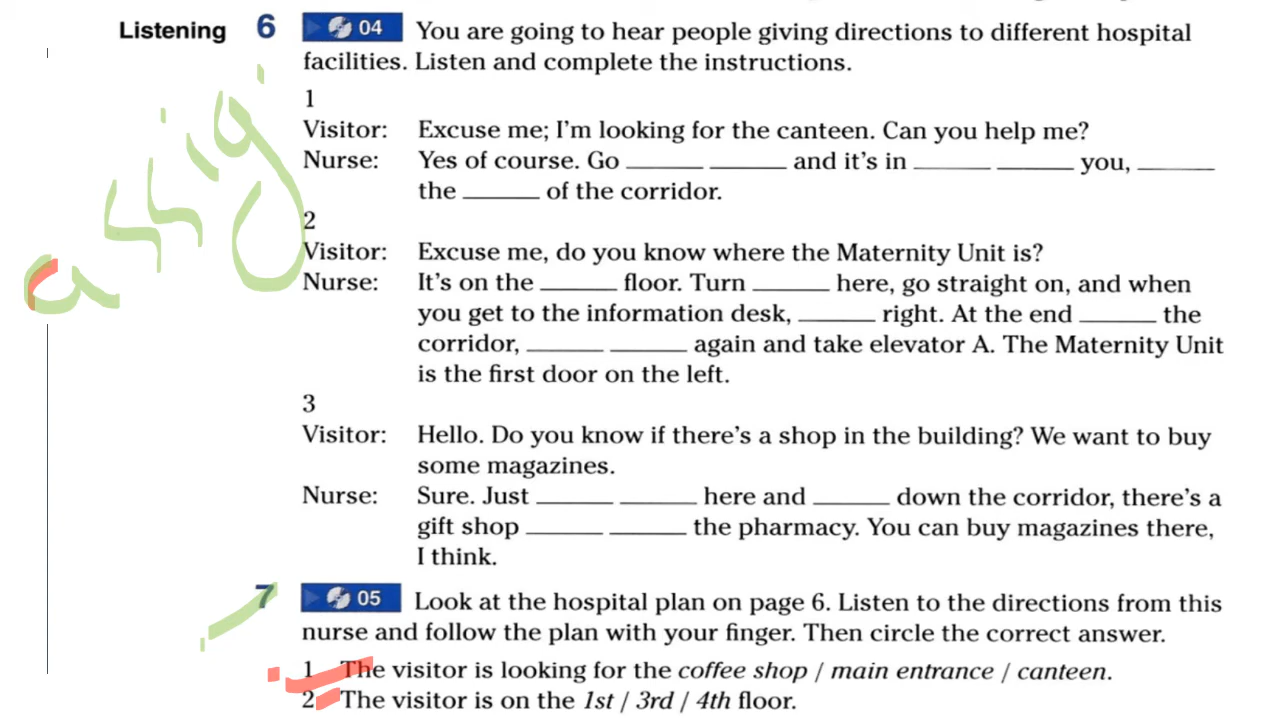 Listening 6 04 You are going to hear people giving directions to different hospital
facilities. Listen and complete the instructions.
1
Visitor: Excuse me; I'm looking for the canteen. Can you help me?
Nurse: Yes of course. Go ______ ______ and it's in ______ ______ you, ______
the ______ of the corridor.
2
Visitor: Excuse me, do you know where the Maternity Unit is?
Nurse: It's on the ______ floor. Turn ______ here, go straight on, and when
you get to the information desk, ______ right. At the end ______ the
corridor, ______ ______ again and take elevator A. The Maternity Unit
is the first door on the left.
3
Visitor: Hello. Do you know if there's a shop in the building? We want to buy
some magazines.
Nurse: Sure. Just ______ ______ here and ______ down the corridor, there's a
gift shop ______ ______ the pharmacy. You can buy magazines there,
I think.
7 05 Look at the hospital plan on page 6. Listen to the directions from this
nurse and follow the plan with your finger. Then circle the correct answer.
1 The visitor is looking for the coffee shop / main entrance / canteen.
2 The visitor is on the 1st / 3rd / 4th floor.
assig